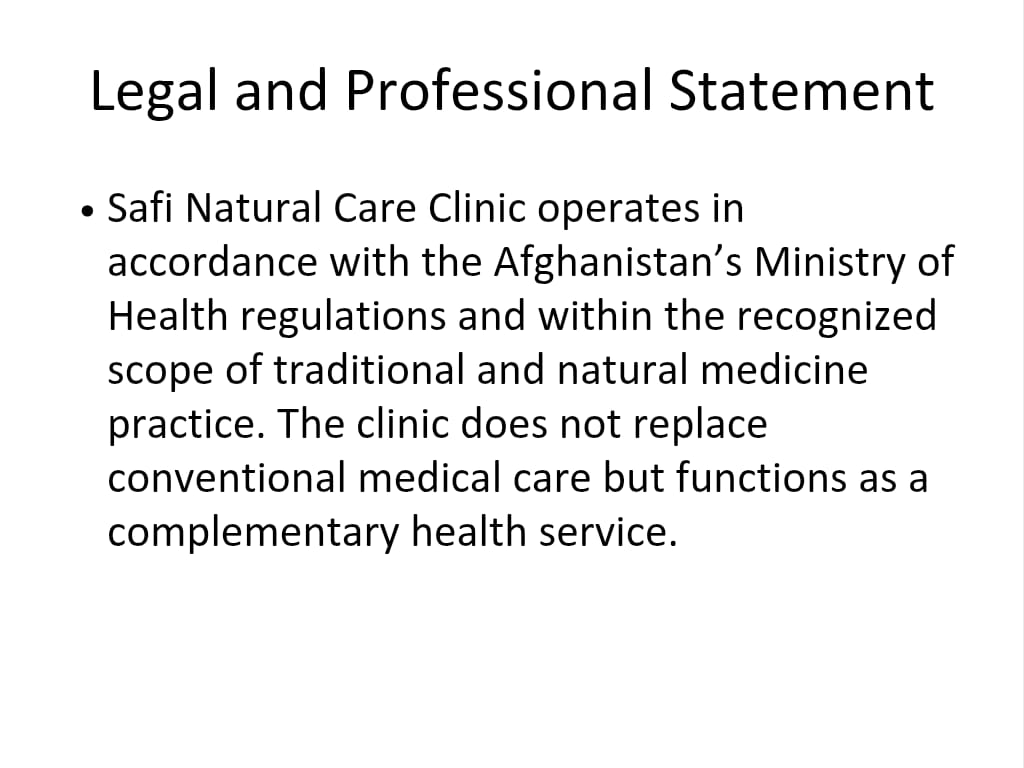 Legal and Professional Statement
• Safi Natural Care Clinic operates in
accordance with the Afghanistan’s Ministry of
Health regulations and within the recognized
scope of traditional and natural medicine
practice. The clinic does not replace
conventional medical care but functions as a
complementary health service.